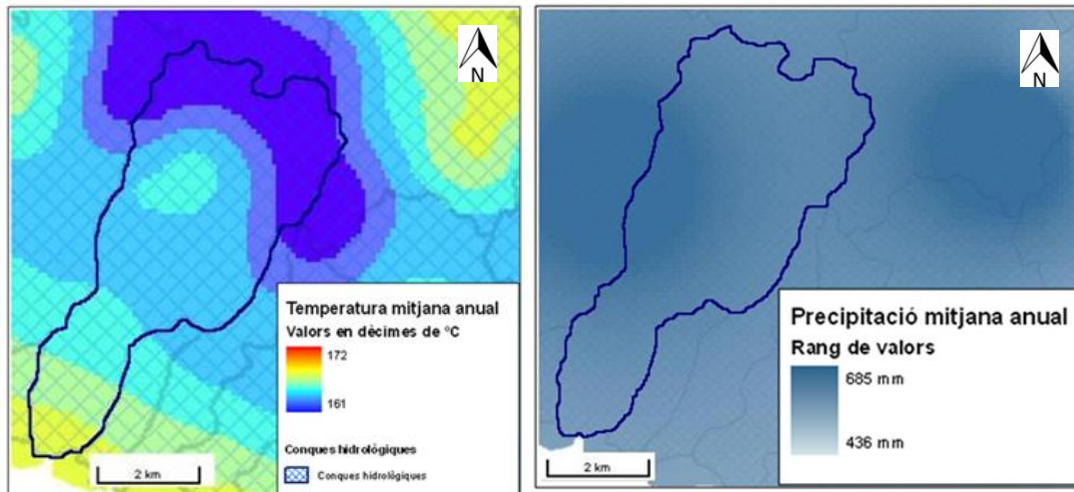 N
Temperatura mitjana anual
Valors en dècimes de °C
172
161
Conques hidrològiques
Conques hidrològiques
2 km
N
Precipitació mitjana anual
Rang de valors
685 mm
436 mm
2 km